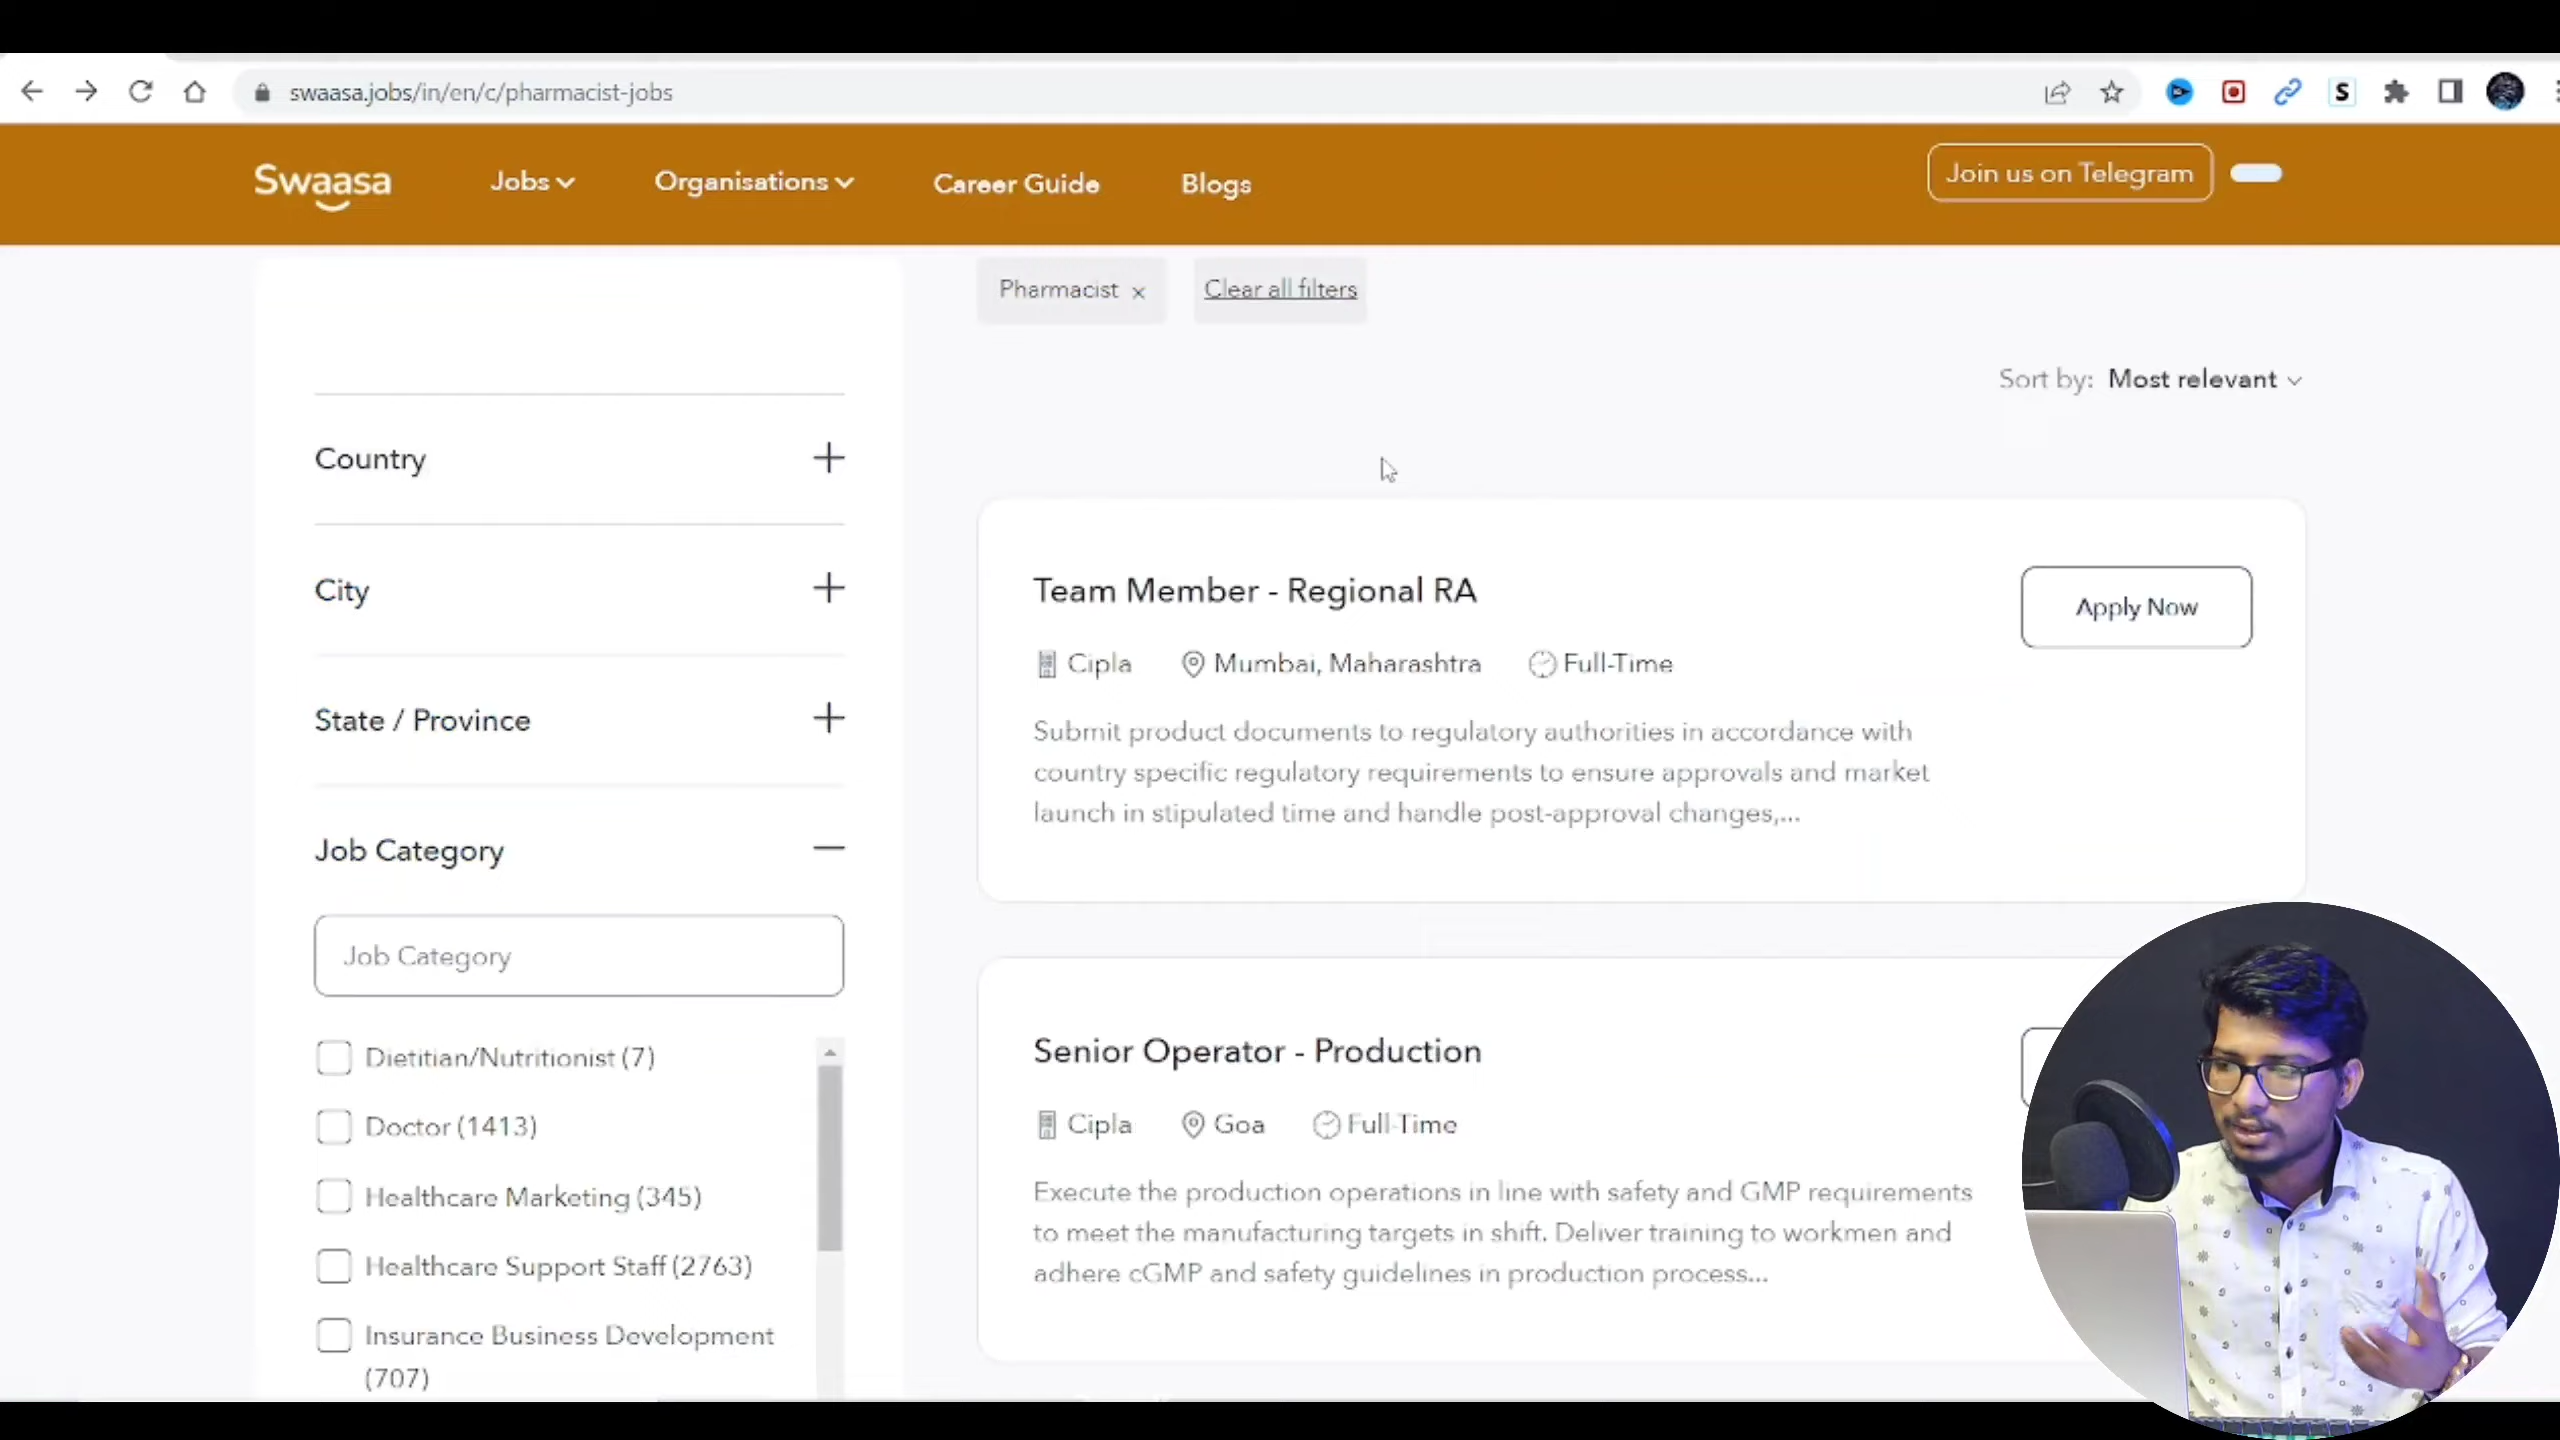 swaasa.jobs/in/en/c/pharmacist-jobs
S
Swaasa
Jobs
Organisations
Career Guide
Blogs
Join us on Telegram
Pharmacist ×
Clear all filters
Sort by: Most relevant
Country
City
State / Province
Job Category
Job Category
Dietitian/Nutritionist (7)
Doctor (1413)
Healthcare Marketing (345)
Healthcare Support Staff (2763)
Insurance Business Development
(707)
Team Member - Regional RA
Apply Now
Cipla
Mumbai, Maharashtra
Full-Time
Submit product documents to regulatory authorities in accordance with
country specific regulatory requirements to ensure approvals and market
launch in stipulated time and handle post-approval changes,...
Senior Operator - Production
Cipla
Goa
Full-Time
Execute the production operations in line with safety and GMP requirements
to meet the manufacturing targets in shift. Deliver training to workmen and
adhere cGMP and safety guidelines in production process...